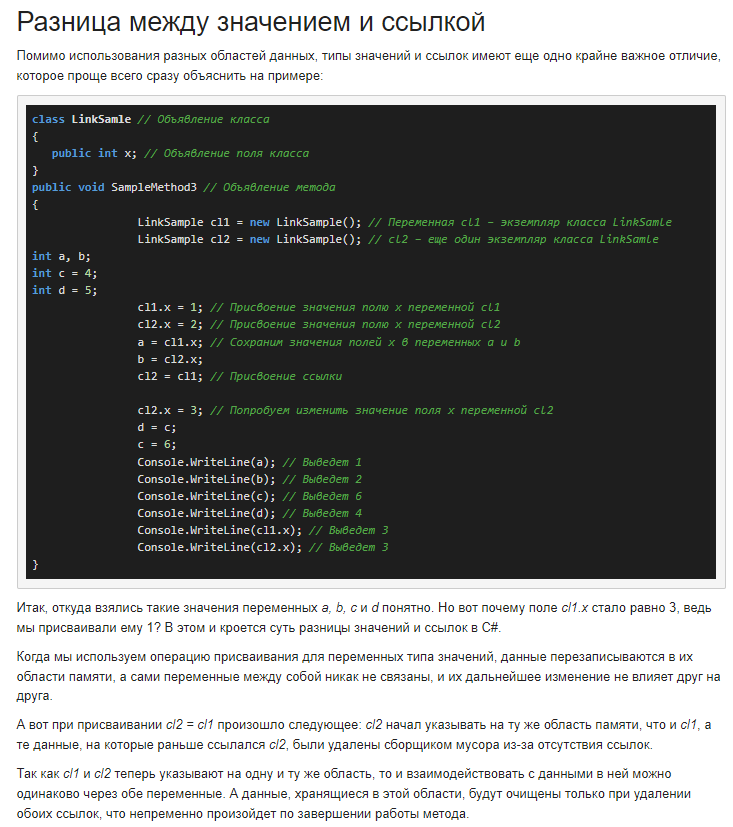 Разница между значением и ссылкой
Помимо использования разных областей данных, типы значений и ссылок имеют еще одно крайне важное отличие,
которое проще всего сразу объяснить на примере:
class LinkSamle // Объявление класса
{
public int x; // Объявление поля класса
}
public void SampleMethod3 // Объявление метода
{
LinkSample cl1 = new LinkSample(); // Переменная cl1 – экземпляр класса LinkSamle
LinkSample cl2 = new LinkSample(); // cl2 – еще один экземпляр класса LinkSamle
int a, b;
int c = 4;
int d = 5;
cl1.x = 1; // Присвоение значения полю x переменной cl1
cl2.x = 2; // Присвоение значения полю x переменной cl2
a = cl1.x; // Сохраним значения полей x в переменных a и b
b = cl2.x;
cl2 = cl1; // Присвоение ссылки
cl2.x = 3; // Попробуем изменить значение поля x переменной cl2
d = c;
c = 6;
Console.WriteLine(a); // Выведет 1
Console.WriteLine(b); // Выведет 2
Console.WriteLine(c); // Выведет 6
Console.WriteLine(d); // Выведет 4
Console.WriteLine(cl1.x); // Выведет 3
Console.WriteLine(cl2.x); // Выведет 3
}
Итак, откуда взялись такие значения переменных a, b, c и d понятно. Но вот почему поле cl1.x стало равно 3, ведь
мы присваивали ему 1? В этом и кроется суть разницы значений и ссылок в C#.
Когда мы используем операцию присваивания для переменных типа значений, данные перезаписываются в их
области памяти, а сами переменные между собой никак не связаны, и их дальнейшее изменение не влияет друг на
друга.
А вот при присваивании cl2 = cl1 произошло следующее: cl2 начал указывать на ту же область памяти, что и cl1, а
те данные, на которые раньше ссылался cl2, были удалены сборщиком мусора из-за отсутствия ссылок.
Так как cl1 и cl2 теперь указывают на одну и ту же область, то и взаимодействовать с данными в ней можно
одинаково через обе переменные. А данные, хранящиеся в этой области, будут очищены только при удалении
обоих ссылок, что непременно произойдет по завершении работы метода.